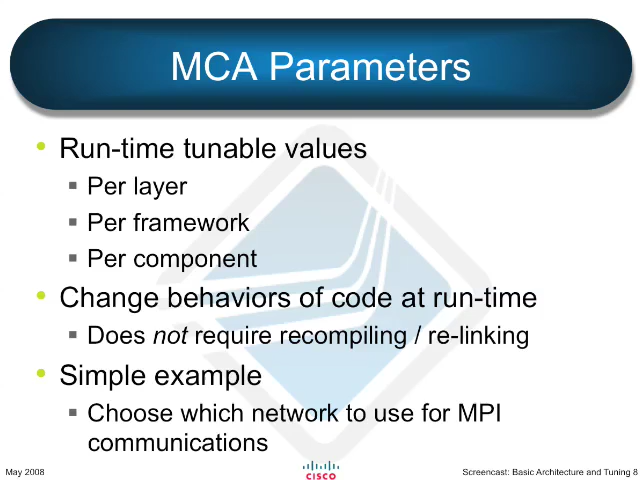 MCA Parameters
• Run-time tunable values
▪ Per layer
▪ Per framework
▪ Per component
• Change behaviors of code at run-time
▪ Does not require recompiling / re-linking
• Simple example
▪ Choose which network to use for MPI
communications
May 2008
CISCO
Screencast: Basic Architecture and Tuning 8